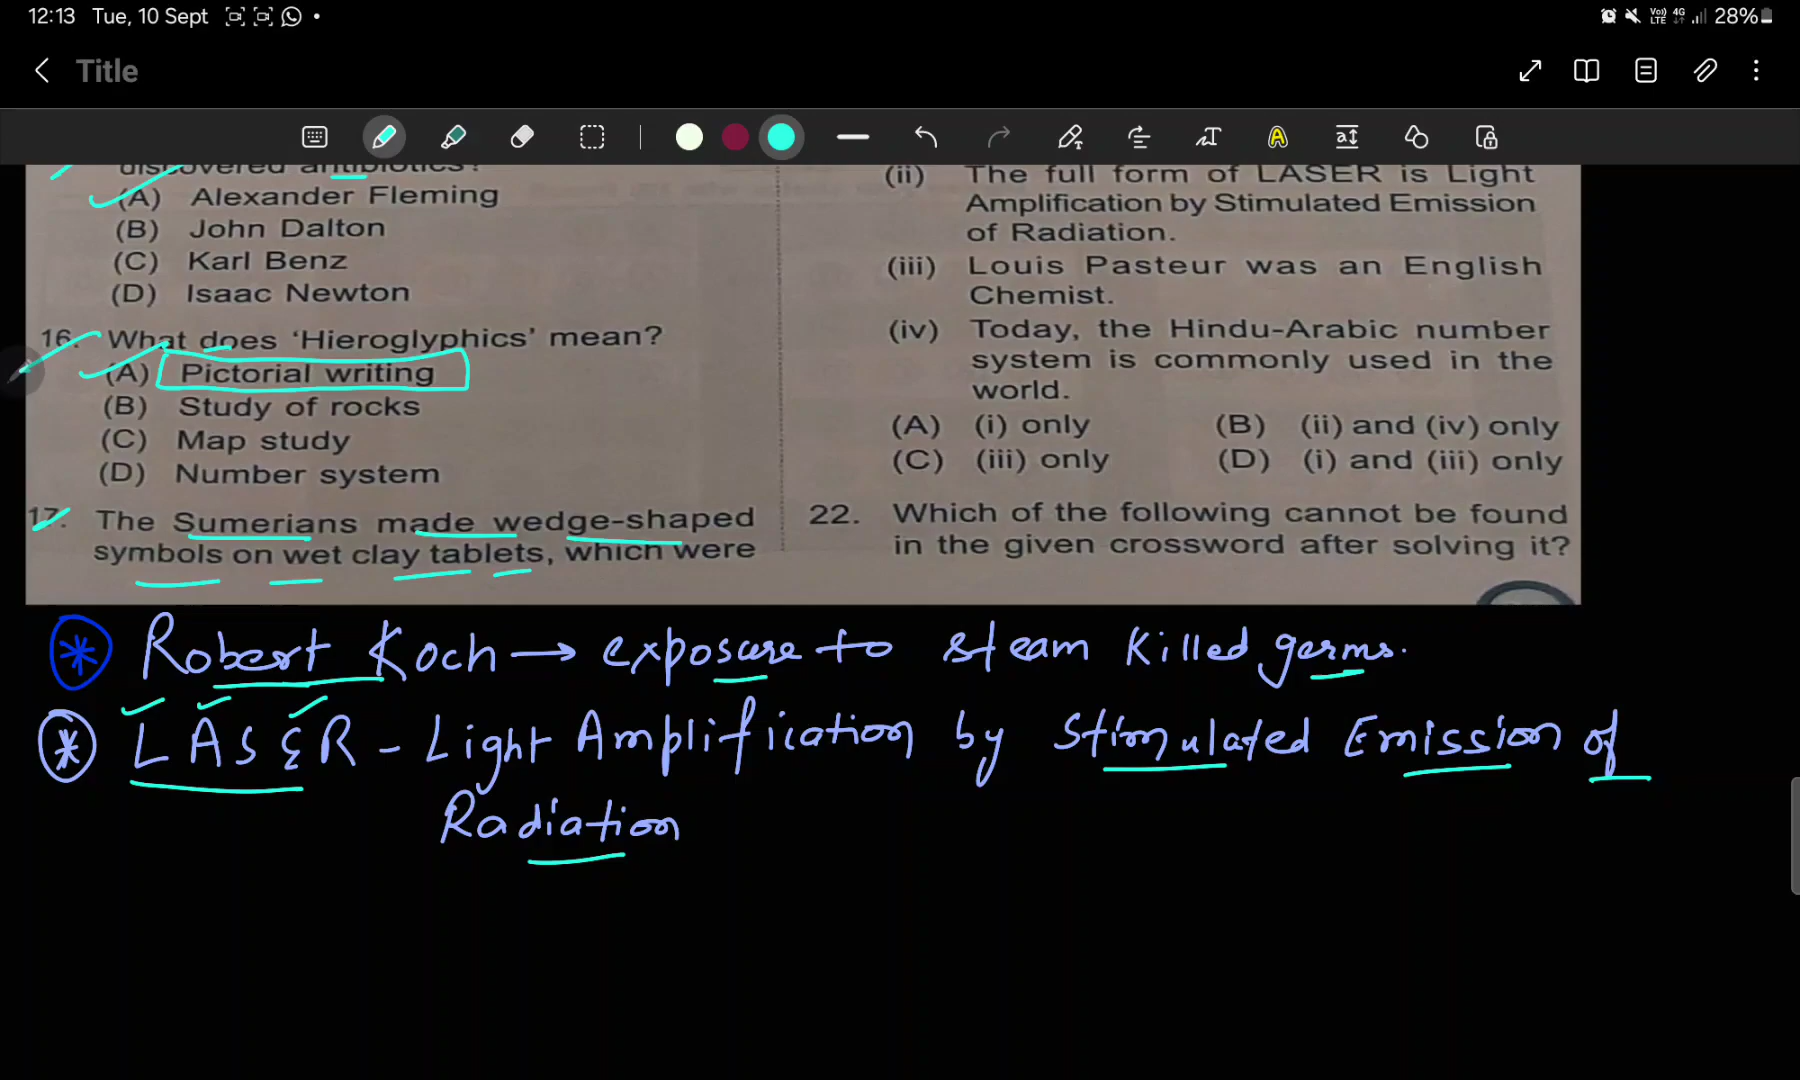 12:13 Tue, 10 Sept
Vo) LTE 4G 28%
Title
discovered antibiotics?
(A) Alexander Fleming
(B) John Dalton
(C) Karl Benz
(D) Isaac Newton
16. What does ‘Hieroglyphics’ mean?
(A) Pictorial writing
(B) Study of rocks
(C) Map study
(D) Number system
17. The Sumerians made wedge-shaped
symbols on wet clay tablets, which were
(ii) The full form of LASER is Light
Amplification by Stimulated Emission
of Radiation.
(iii) Louis Pasteur was an English
Chemist.
(iv) Today, the Hindu-Arabic number
system is commonly used in the
world.
(A) (i) only (B) (ii) and (iv) only
(C) (iii) only (D) (i) and (iii) only
22. Which of the following cannot be found
in the given crossword after solving it?
* Robert Koch → exposure to steam killed germs.
* LASER - Light Amplification by Stimulated Emission of
Radiation